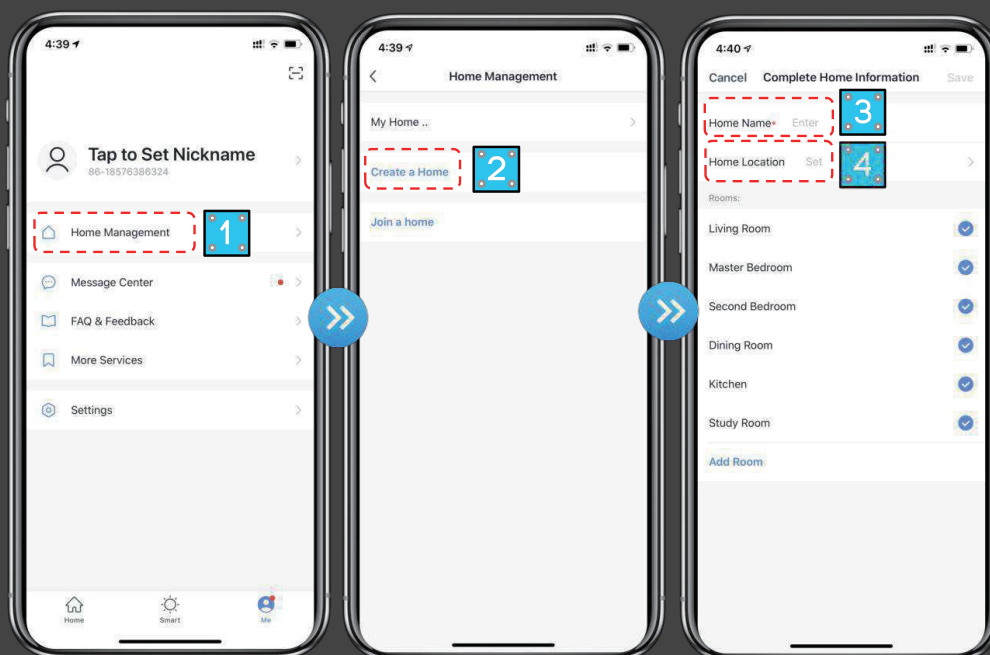 4:39
Tap to Set Nickname
86-18576386324
Home Management
1
Message Center
FAQ & Feedback
More Services
Settings
Home
Smart
Me
4:39
Home Management
My Home ..
Create a Home
2
Join a home
4:40
Cancel Complete Home Information Save
Home Name* Enter
3
Home Location Set
4
Rooms:
Living Room
Master Bedroom
Second Bedroom
Dining Room
Kitchen
Study Room
Add Room